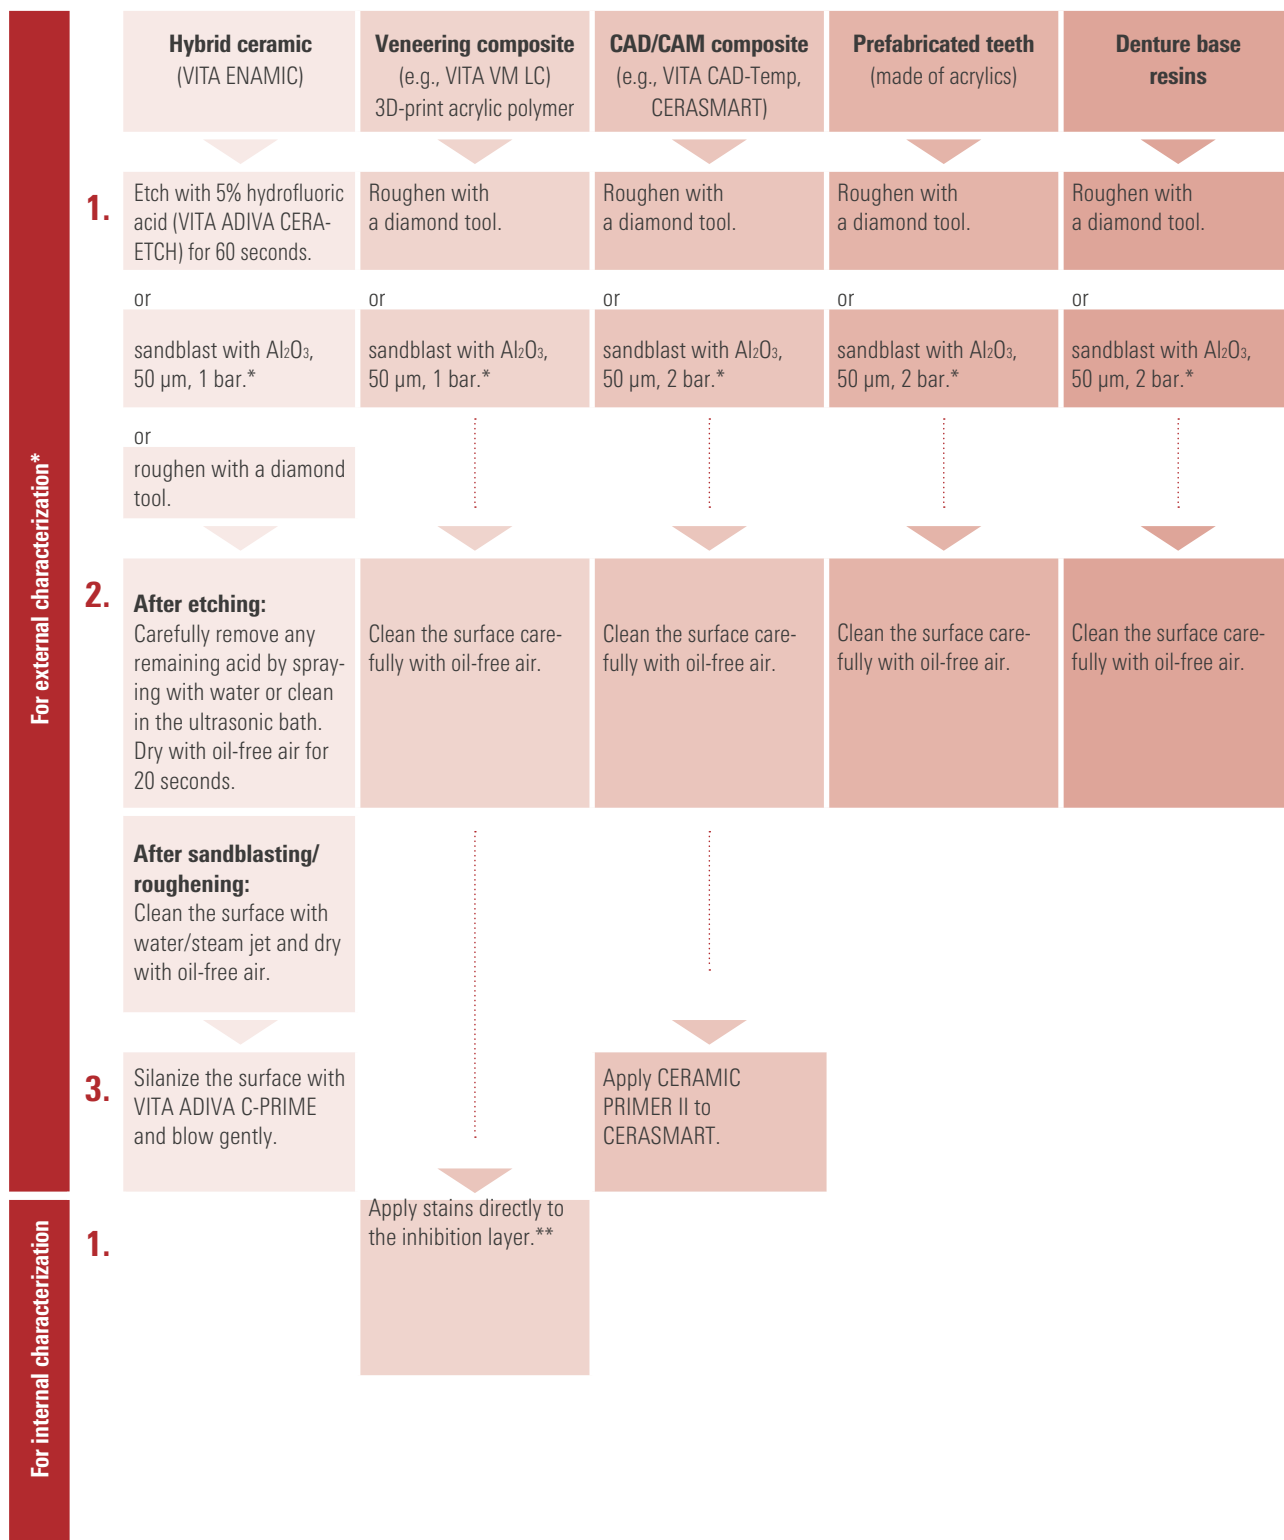 Hybrid ceramic
(VITA ENAMIC)
Veneering composite
(e.g., VITA VM LC)
3D-print acrylic polymer
CAD/CAM composite
(e.g., VITA CAD-Temp,
CERASMART)
Prefabricated teeth
(made of acrylics)
Denture base
resins
For external characterization*
1.
Etch with 5% hydrofluoric
acid (VITA ADIVA CERA-
ETCH) for 60 seconds.
Roughen with
a diamond tool.
Roughen with
a diamond tool.
Roughen with
a diamond tool.
Roughen with
a diamond tool.
or
or
or
or
or
sandblast with Al₂O₃,
50 µm, 1 bar.*
sandblast with Al₂O₃,
50 µm, 1 bar.*
sandblast with Al₂O₃,
50 µm, 2 bar.*
sandblast with Al₂O₃,
50 µm, 2 bar.*
sandblast with Al₂O₃,
50 µm, 2 bar.*
or
roughen with a diamond
tool.
2.
After etching:
Carefully remove any
remaining acid by spray-
ing with water or clean
in the ultrasonic bath.
Dry with oil-free air for
20 seconds.
Clean the surface care-
fully with oil-free air.
Clean the surface care-
fully with oil-free air.
Clean the surface care-
fully with oil-free air.
Clean the surface care-
fully with oil-free air.
After sandblasting/
roughening:
Clean the surface with
water/steam jet and dry
with oil-free air.
3.
Silanize the surface with
VITA ADIVA C-PRIME
and blow gently.
Apply CERAMIC
PRIMER II to
CERASMART.
For internal characterization
1.
Apply stains directly to
the inhibition layer.**